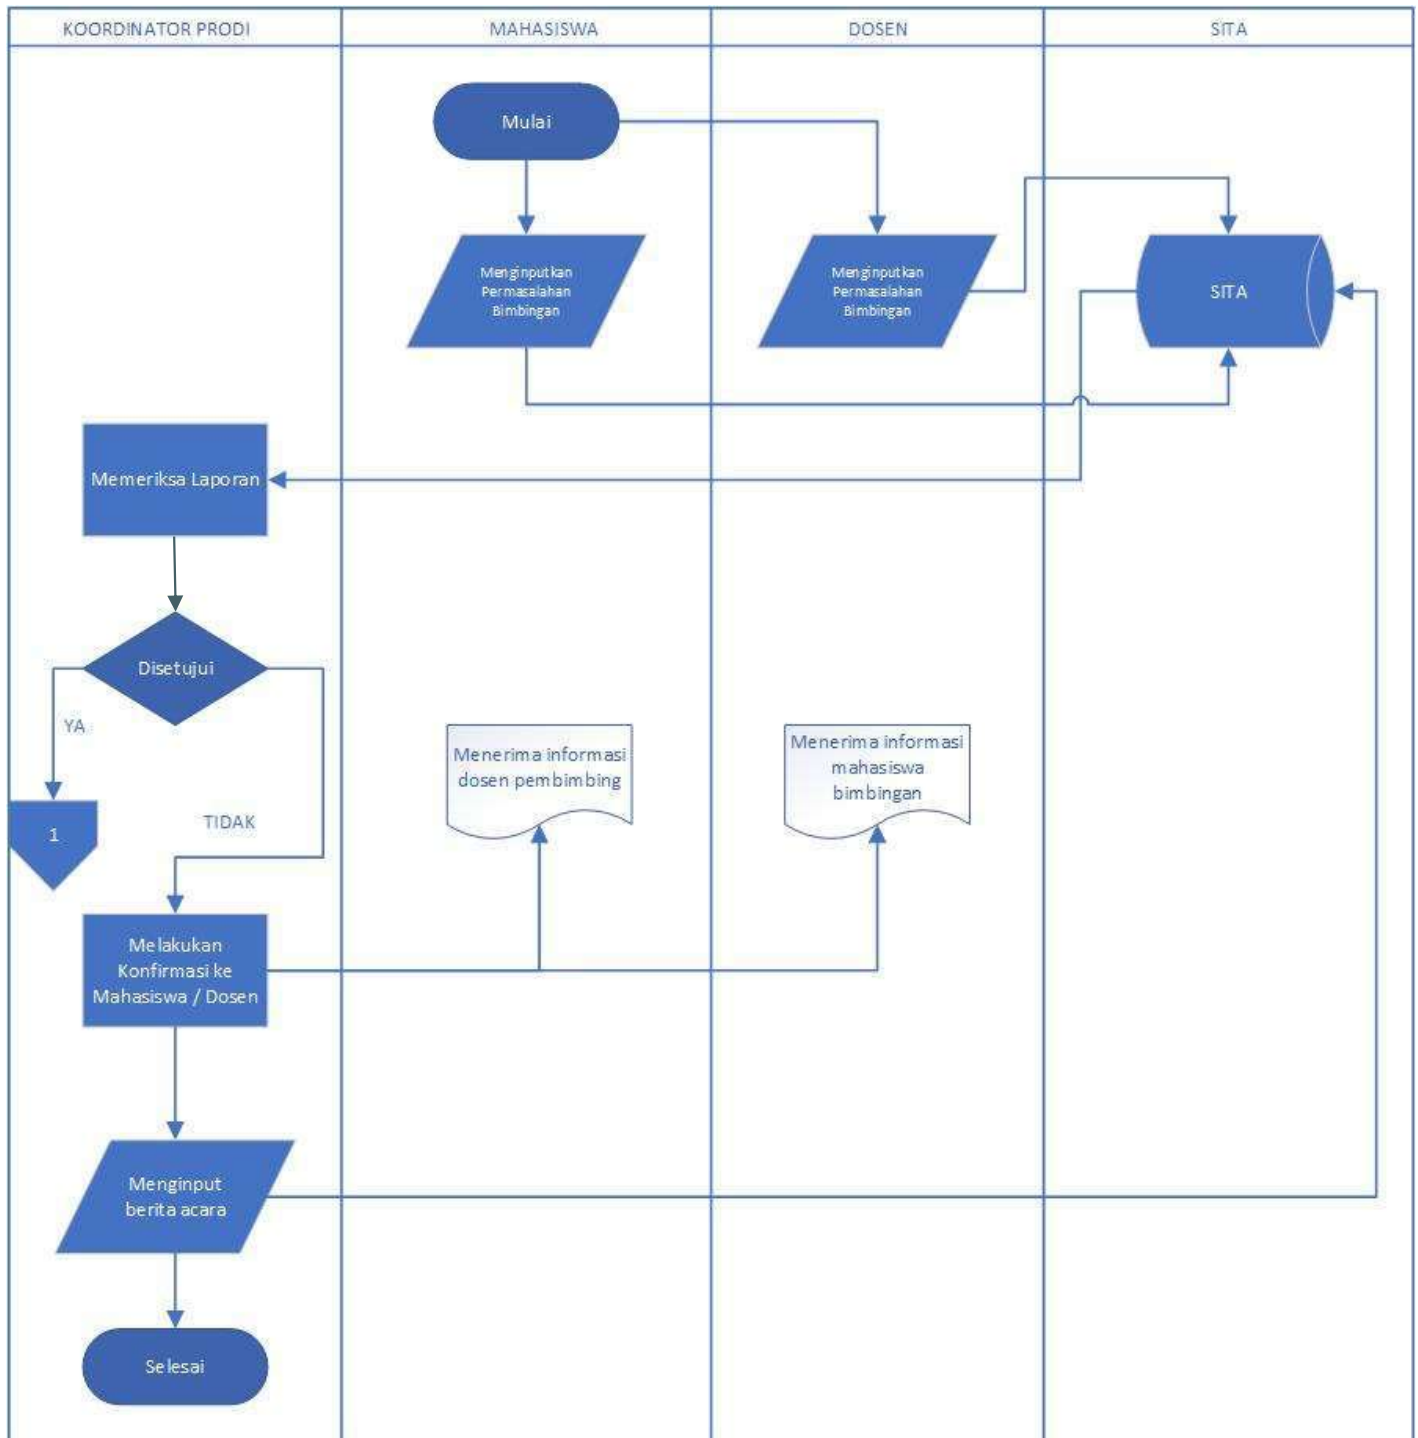 KOORDINATOR PRODI
MAHASISWA
DOSEN
SITA
Mulai
Menginputkan
Permasalahan
Bimbingan
Menginputkan
Permasalahan
Bimbingan
SITA
Memeriksa Laporan
Disetujui
YA
TIDAK
1
Menerima informasi
dosen pembimbing
Menerima informasi
mahasiswa
bimbingan
Melakukan
Konfirmasi ke
Mahasiswa / Dosen
Menginput
berita acara
Selesai